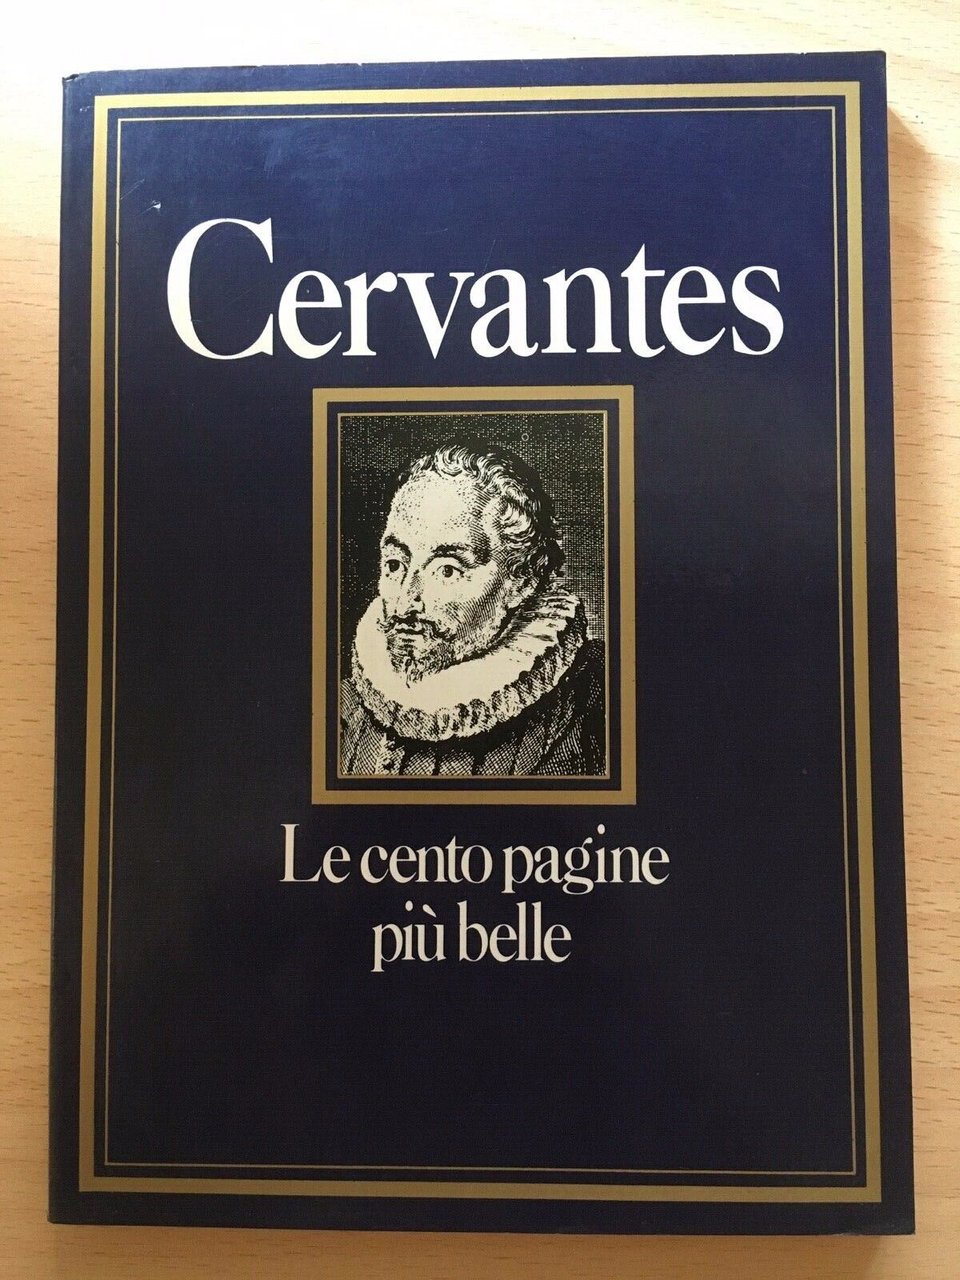 Cervantes
Le cento pagine
più belle